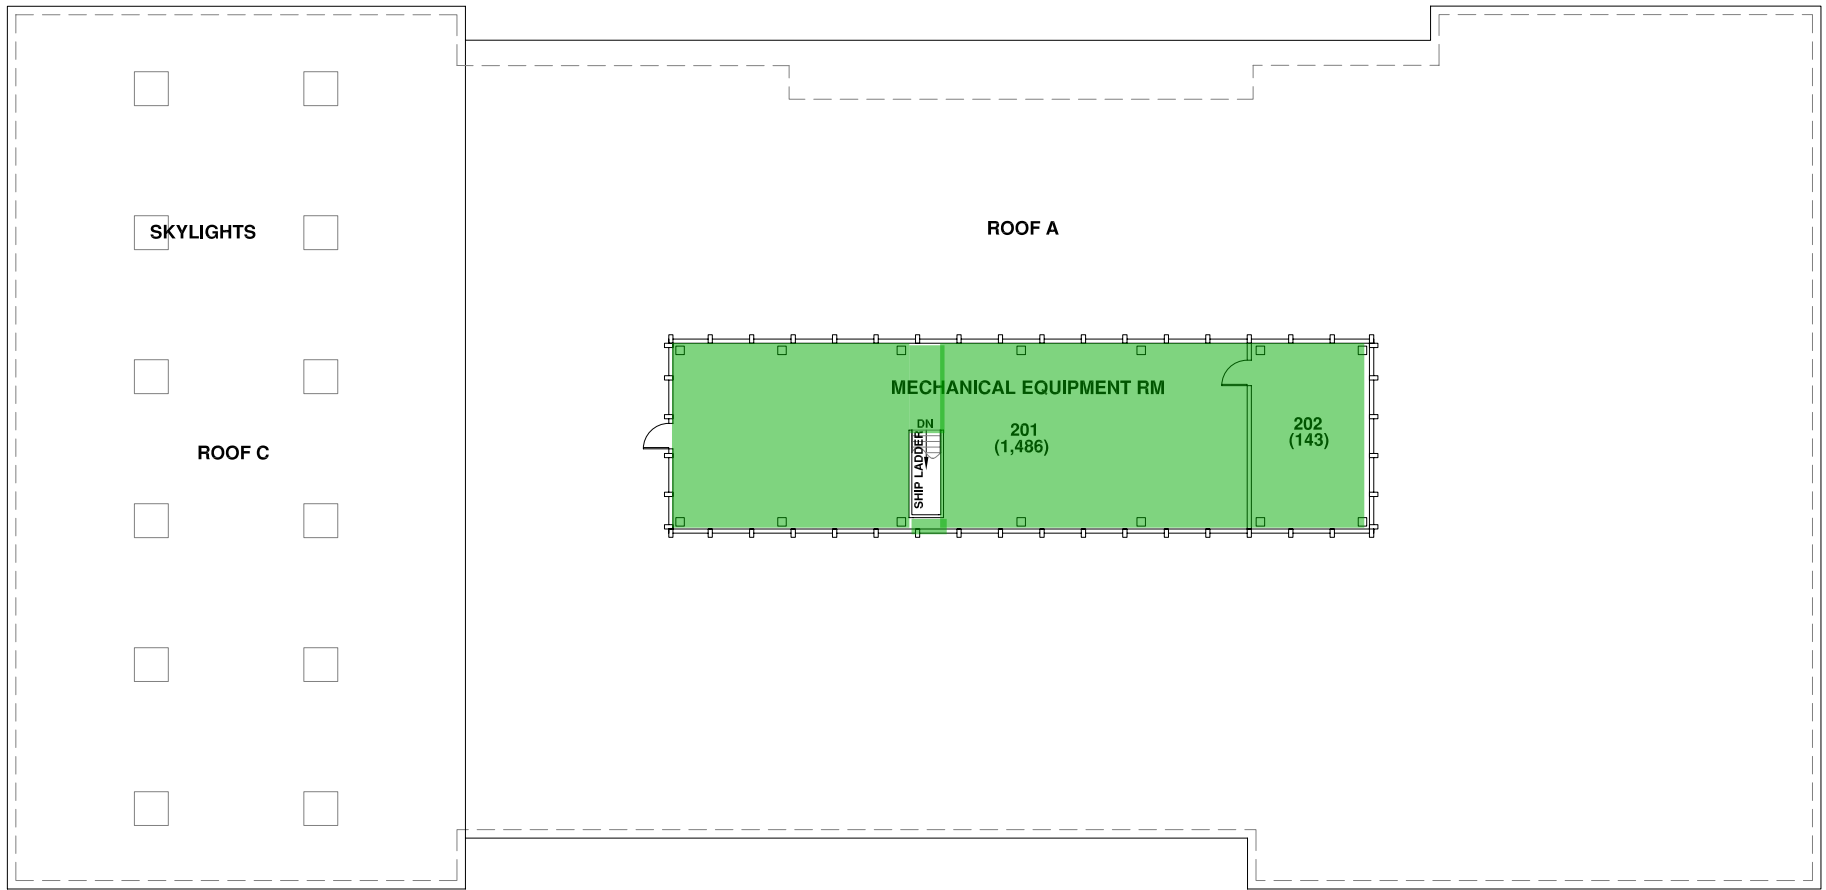 ROOF A
SKYLIGHTS
MECHANICAL EQUIPMENT RM
DN
201
(1,486)
202
(143)
SHIP LADDER
ROOF C